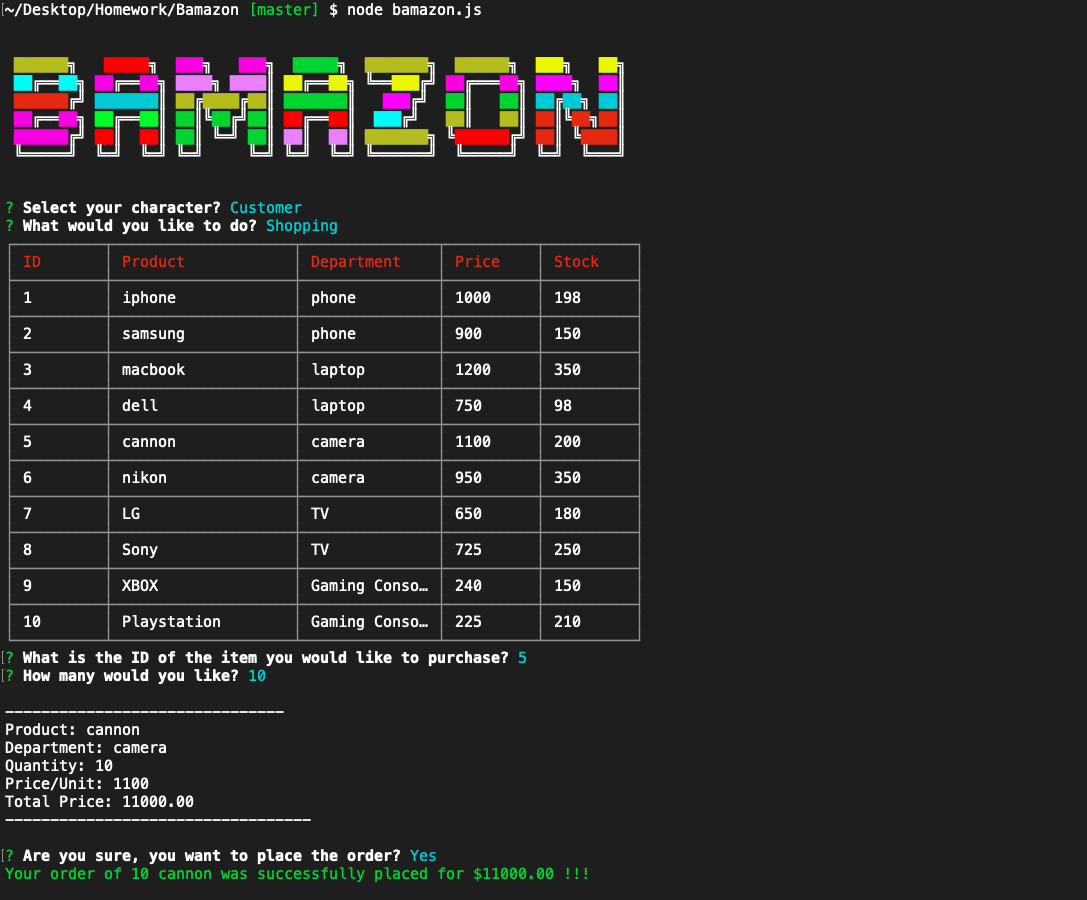 ~/Desktop/Homework/Bamazon [master] $ node bamazon.js
BAMAZON
? Select your character? Customer
? What would you like to do? Shopping
ID Product Department Price Stock
1 iphone phone 1000 198
2 samsung phone 900 150
3 macbook laptop 1200 350
4 dell laptop 750 98
5 cannon camera 1100 200
6 nikon camera 950 350
7 LG TV 650 180
8 Sony TV 725 250
9 XBOX Gaming Conso… 240 150
10 Playstation Gaming Conso… 225 210
? What is the ID of the item you would like to purchase? 5
? How many would you like? 10
-------------------------------
Product: cannon
Department: camera
Quantity: 10
Price/Unit: 1100
Total Price: 11000.00
----------------------------------
? Are you sure, you want to place the order? Yes
Your order of 10 cannon was successfully placed for $11000.00 !!!